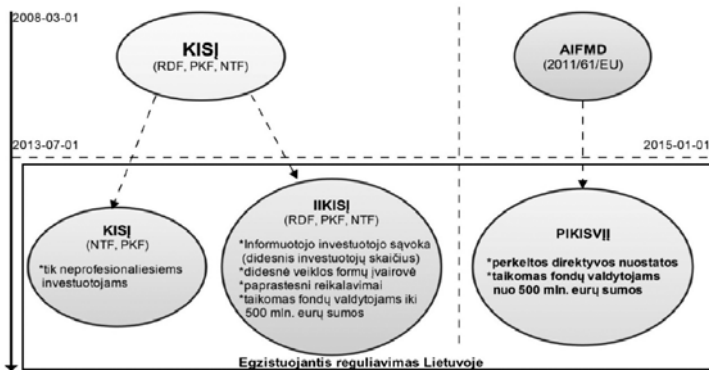 2008-03-01
KISĮ
(RDF, PKF, NTF)
AIFMD
(2011/61/EU)
2013-07-01
2015-01-01
KISĮ
(NTF, PKF)
*tik neprofesionaliesiems
investuotojams
IIKISĮ
(RDF, PKF, NTF)
*Informuotojo investuotojo sąvoka
(didesnis investuotojų skaičius)
*didesnė veiklos formų įvairovė
*paprastesni reikalavimai
*taikomas fondų valdytojams iki
500 mln. eurų sumos
PIKISVĮĮ
*perkeltos direktyvos nuostatos
*taikomas fondų valdytojams
nuo 500 mln. eurų sumos
Egzistuojantis reguliavimas Lietuvoje